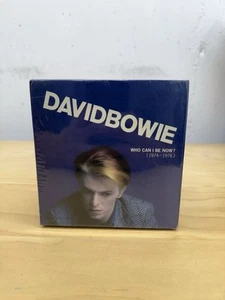 DAVIDBOWIE
WHO CAN I BE NOW?
[1974–1976]